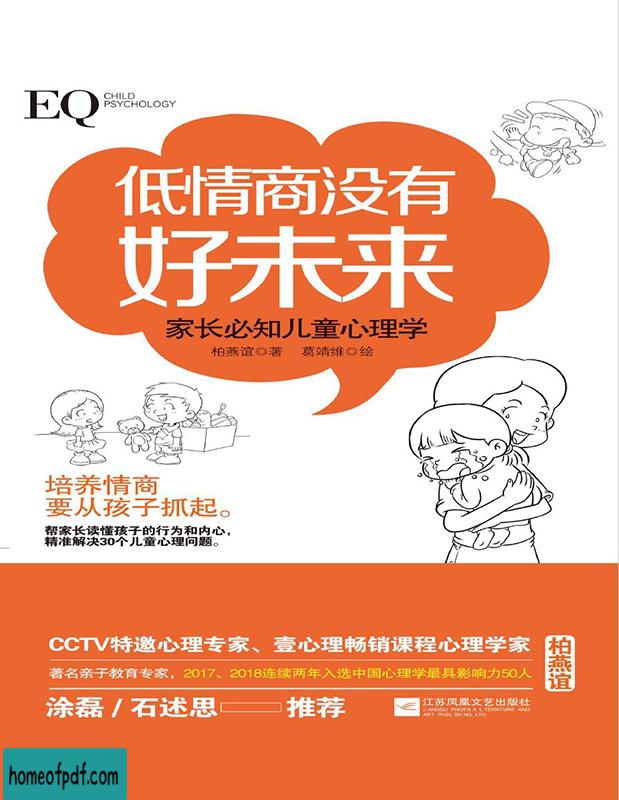 EQ CHILD
PSYCHOLOGY
低情商没有
好未来
家长必知儿童心理学
柏燕谊◎著 葛靖维◎绘
培养情商
要从孩子抓起。
帮家长读懂孩子的行为和内心，
精准解决30个儿童心理问题。
CCTV特邀心理专家、壹心理畅销课程心理学家
著名亲子教育专家，2017、2018连续两年入选中国心理学最具影响力50人
柏燕谊
涂磊／石述思——推荐
江苏凤凰文艺出版社
JIANGSU PHOENIX LITERATURE AND
ART PUBLISHING, LTD
homeofpdf.com